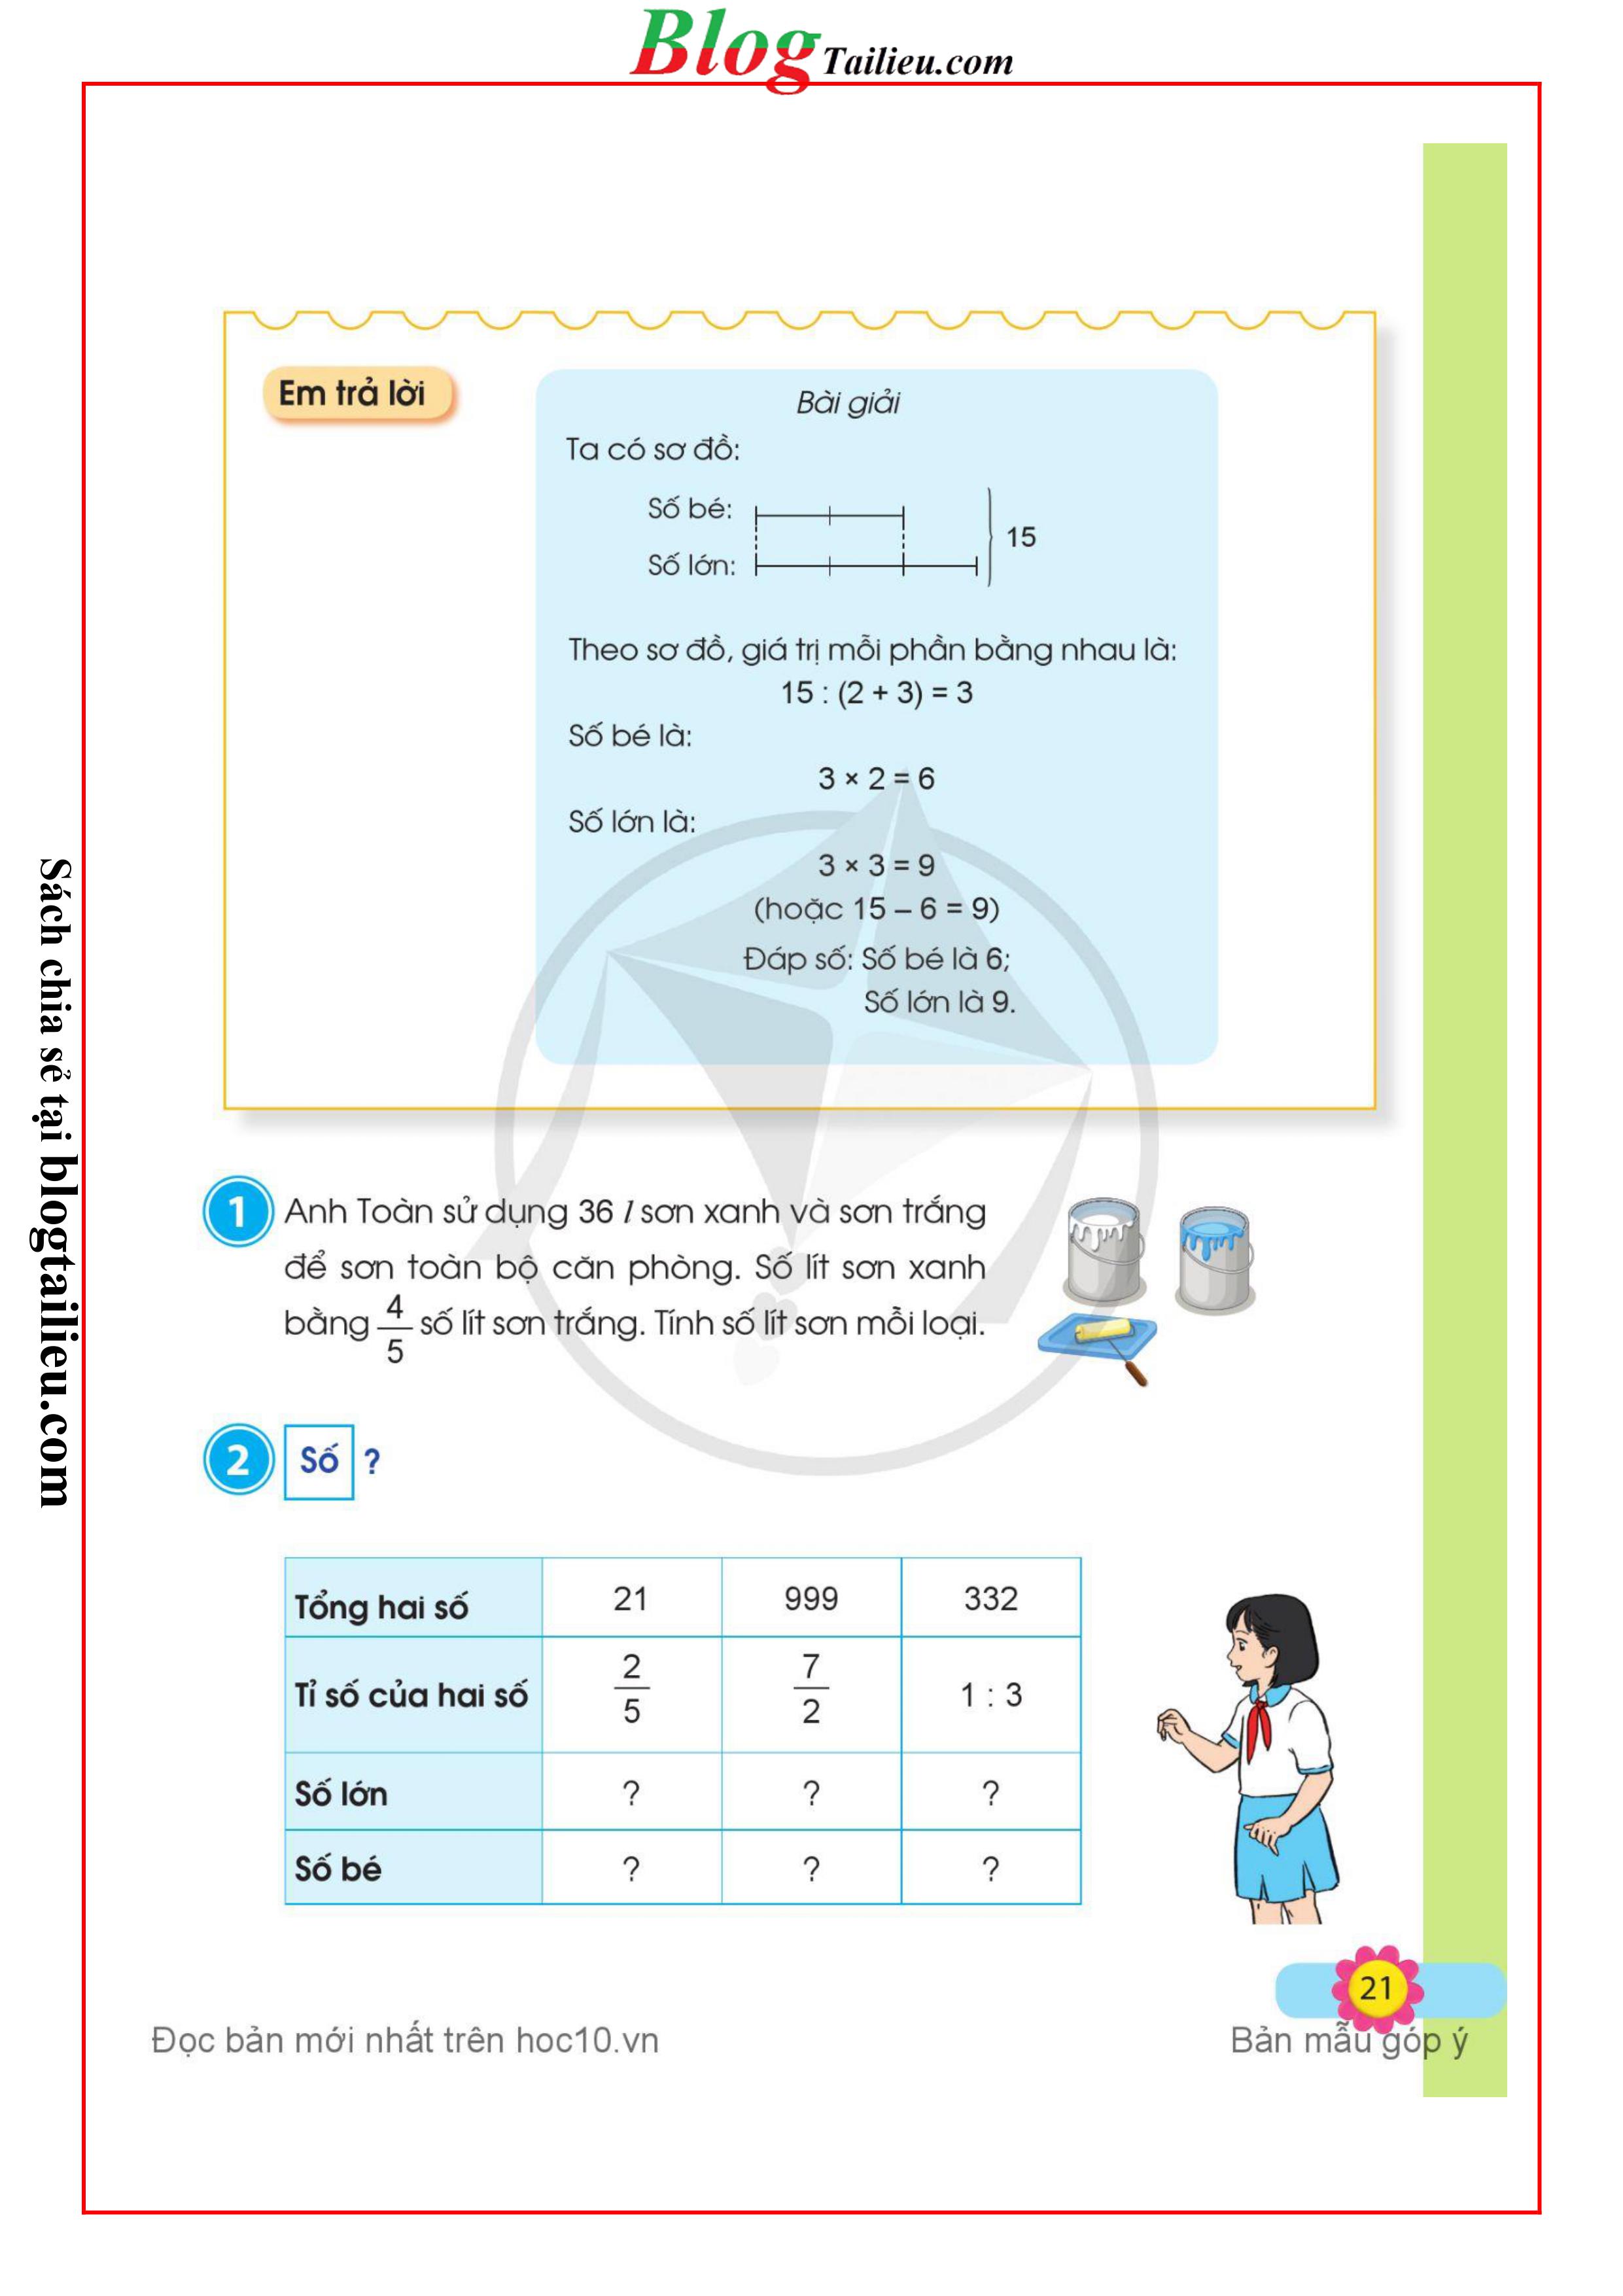 Blog Tailieu.com
Em trả lời
Bài giải
Ta có sơ đồ:
Số bé:
15
Số lớn:
Theo sơ đồ, giá trị mỗi phần bằng nhau là:
15 : (2 + 3) = 3
Số bé là:
3 × 2 = 6
Số lớn là:
3 × 3 = 9
(hoặc 15 – 6 = 9)
Đáp số: Số bé là 6;
Số lớn là 9.
1 Anh Toàn sử dụng 36 l sơn xanh và sơn trắng
để sơn toàn bộ căn phòng. Số lít sơn xanh
bằng 4/5 số lít sơn trắng. Tính số lít sơn mỗi loại.
2 Số ?
Tổng hai số 21 999 332
Tỉ số của hai số 2/5 7/2 1 : 3
Số lớn ? ? ?
Số bé ? ? ?
21
Đọc bản mới nhất trên hoc10.vn Bản mẫu góp ý
Sách chia sẻ tại blogtailieu.com